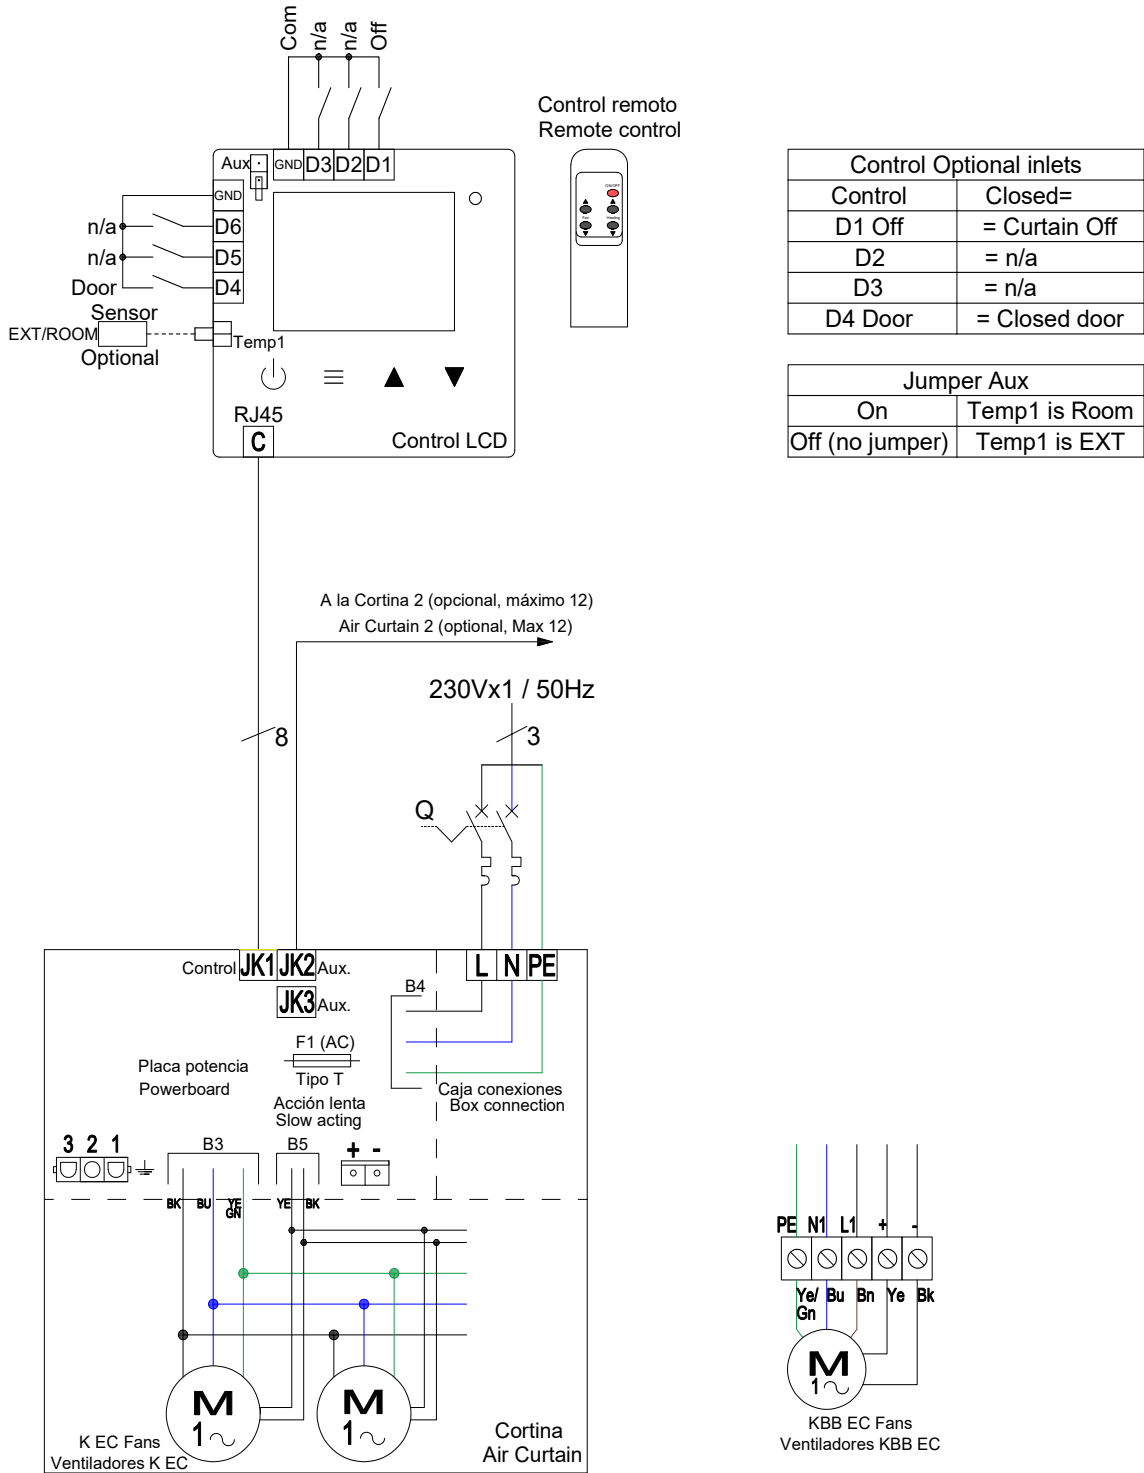 Com
n/a
n/a
Off
Control remoto
Remote control
Aux
GND D3 D2 D1
GND
n/a
D6
n/a
D5
Door
D4
Sensor
EXT/ROOM
Optional
Temp1
RJ45
C
Control LCD
ON/OFF
Fan
Heating
Control Optional inlets
Control Closed=
D1 Off = Curtain Off
D2 = n/a
D3 = n/a
D4 Door = Closed door
Jumper Aux
On Temp1 is Room
Off (no jumper) Temp1 is EXT
A la Cortina 2 (opcional, máximo 12)
Air Curtain 2 (optional, Max 12)
230Vx1 / 50Hz
8
3
Q
Control JK1 JK2 Aux.
L N PE
JK3 Aux.
B4
F1 (AC)
Tipo T
Placa potencia
Powerboard
Acción lenta
Slow acting
Caja conexiones
Box connection
3 2 1
B3
B5
+ -
BK BU YE GN YE BK
M
1
M
1
K EC Fans
Ventiladores K EC
Cortina
Air Curtain
PE N1 L1 + -
Ye/ Bu Bn Ye Bk
Gn
M
1
KBB EC Fans
Ventiladores KBB EC